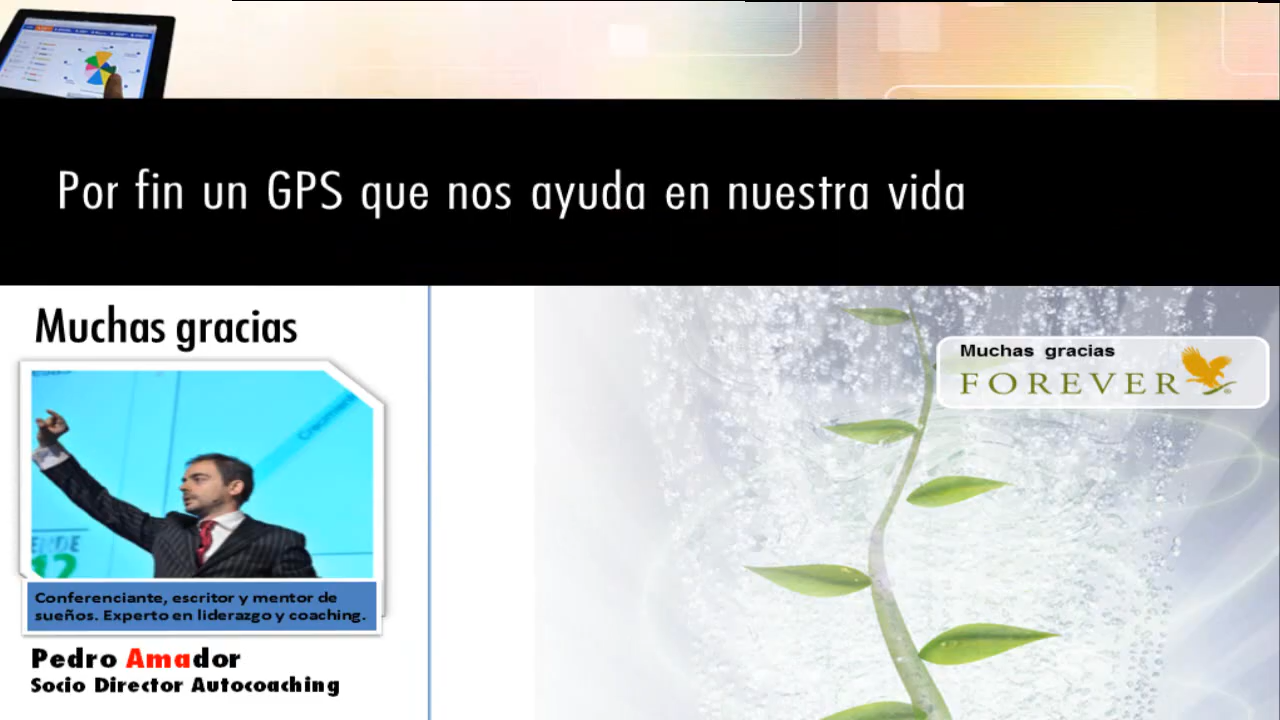 Por fin un GPS que nos ayuda en nuestra vida
Muchas gracias
Muchas gracias
FOREVER
Conferenciante, escritor y mentor de
sueños. Experto en liderazgo y coaching.
Pedro Amador
Socio Director Autocoaching